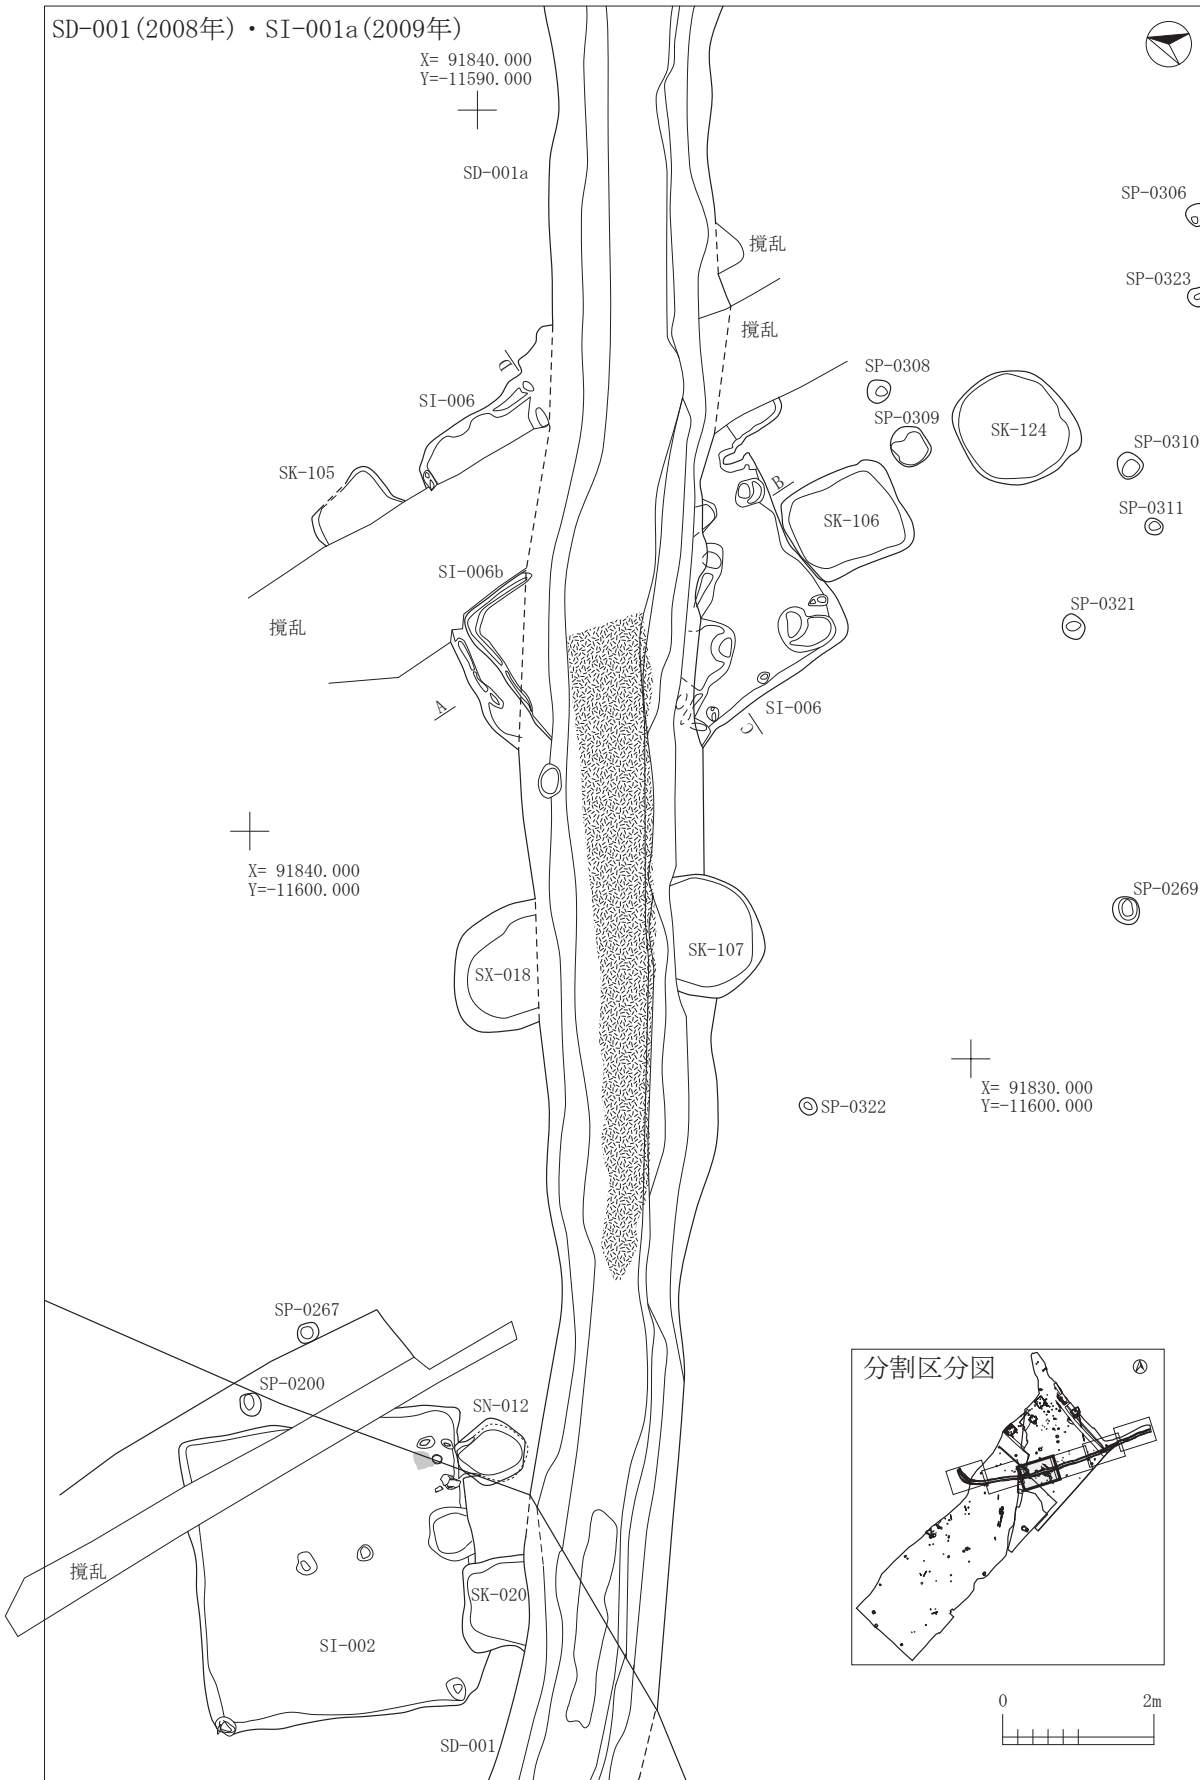 SD-001(2008年)・SI-001a(2009年)
X= 91840.000
Y=-11590.000
SD-001a
SP-0306
撹乱
SP-0323
撹乱
D
SP-0308
SI-006
SP-0309
SK-124
SP-0310
SK-105
B
SP-0311
SK-106
SI-006b
SP-0321
撹乱
A
SI-006
C
X= 91840.000
Y=-11600.000
SP-0269
SK-107
SX-018
X= 91830.000
Y=-11600.000
SP-0322
SP-0267
分割区分図
SP-0200
SN-012
撹乱
SK-020
SI-002
0 2m
SD-001